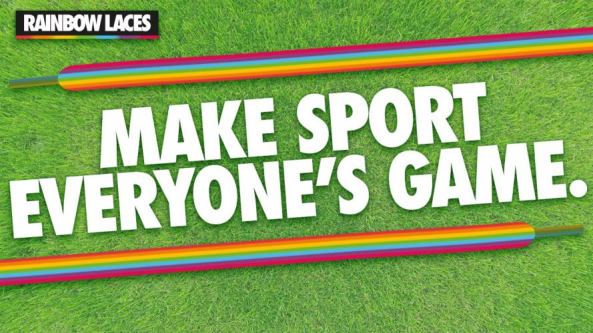 RAINBOW LACES
MAKE SPORT
EVERYONE'S GAME.